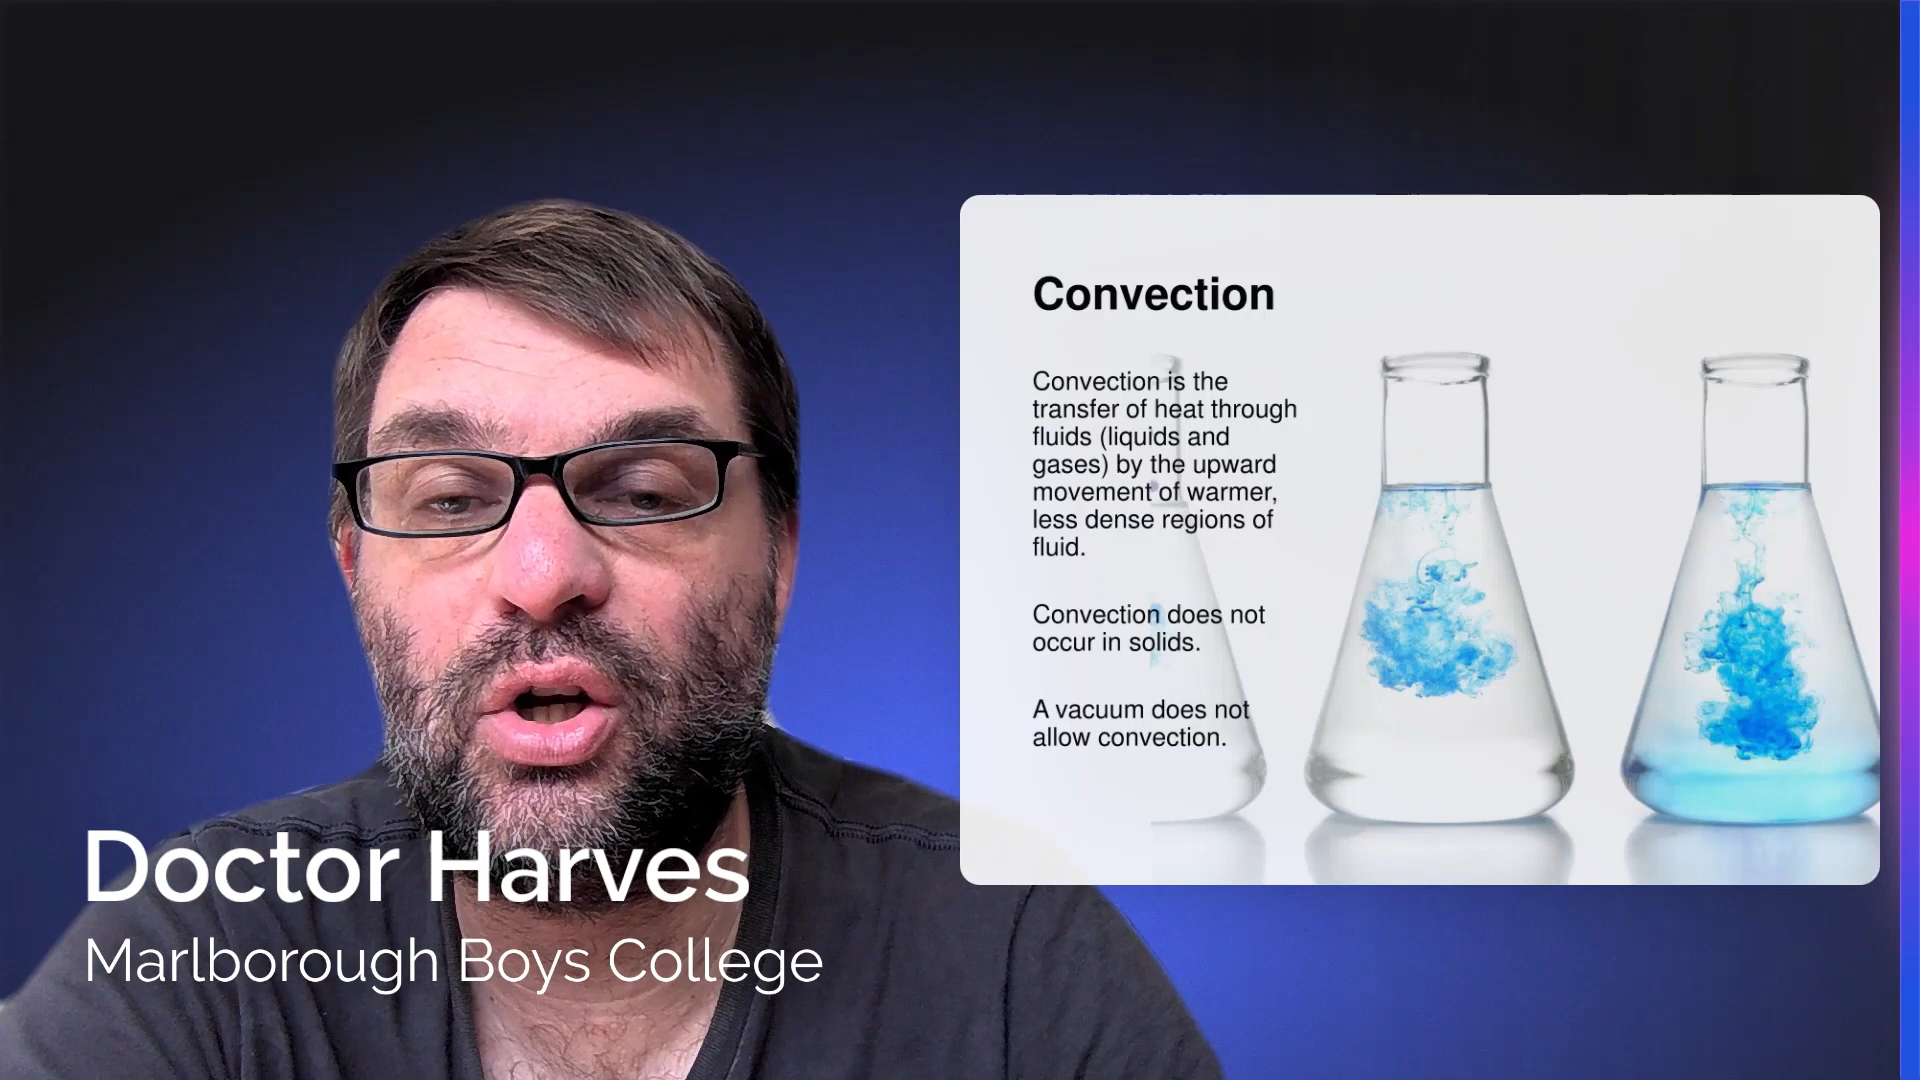 Convection
Convection is the
transfer of heat through
fluids (liquids and
gases) by the upward
movement of warmer,
less dense regions of
fluid.
Convection does not
occur in solids.
A vacuum does not
allow convection.
Doctor Harves
Marlborough Boys College